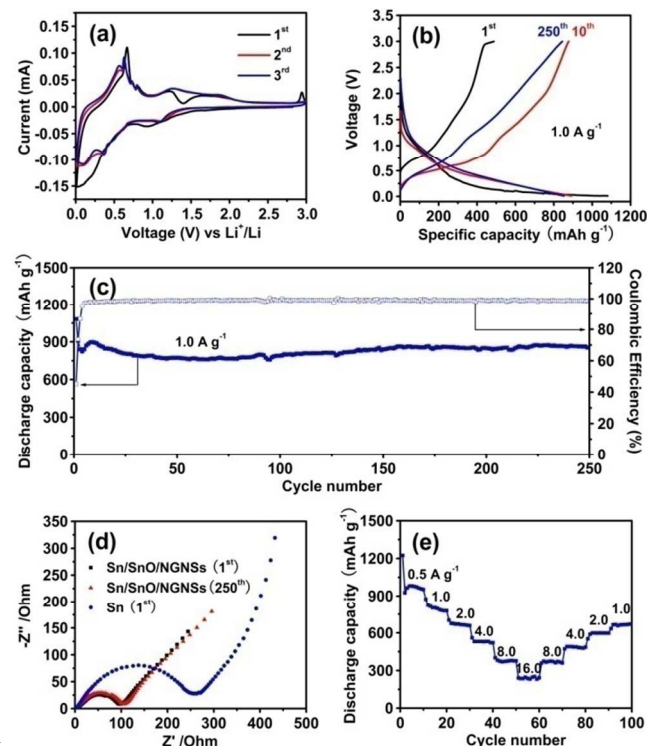 (a)
1st
2nd
3rd
Current (mA)
0.15
0.10
0.05
0.00
-0.05
-0.10
-0.15
0.0 0.5 1.0 1.5 2.0 2.5 3.0
Voltage (V) vs Li+/Li
(b)
1st 250th 10th
1.0 A g-1
Voltage (V)
3.5
3.0
2.5
2.0
1.5
1.0
0.5
0.0
0 200 400 600 800 1000 1200
Specific capacity (mAh g-1)
(c)
1.0 A g-1
Discharge capacity (mAh g-1)
1500
1200
900
600
300
0
0 50 100 150 200 250
Cycle number
120
100
80
60
40
20
0
Coulombic Efficiency (%)
(d)
Sn/SnO/NGNSs (1st)
Sn/SnO/NGNSs (250th)
Sn (1st)
-Z'' /Ohm
350
300
250
200
150
100
50
0
0 100 200 300 400 500
Z' /Ohm
(e)
0.5 A g-1
1.0
2.0
4.0
8.0
16.0
8.0
4.0
2.0
1.0
Discharge capacity (mAh g-1)
1500
1200
900
600
300
0
0 20 40 60 80 100
Cycle number